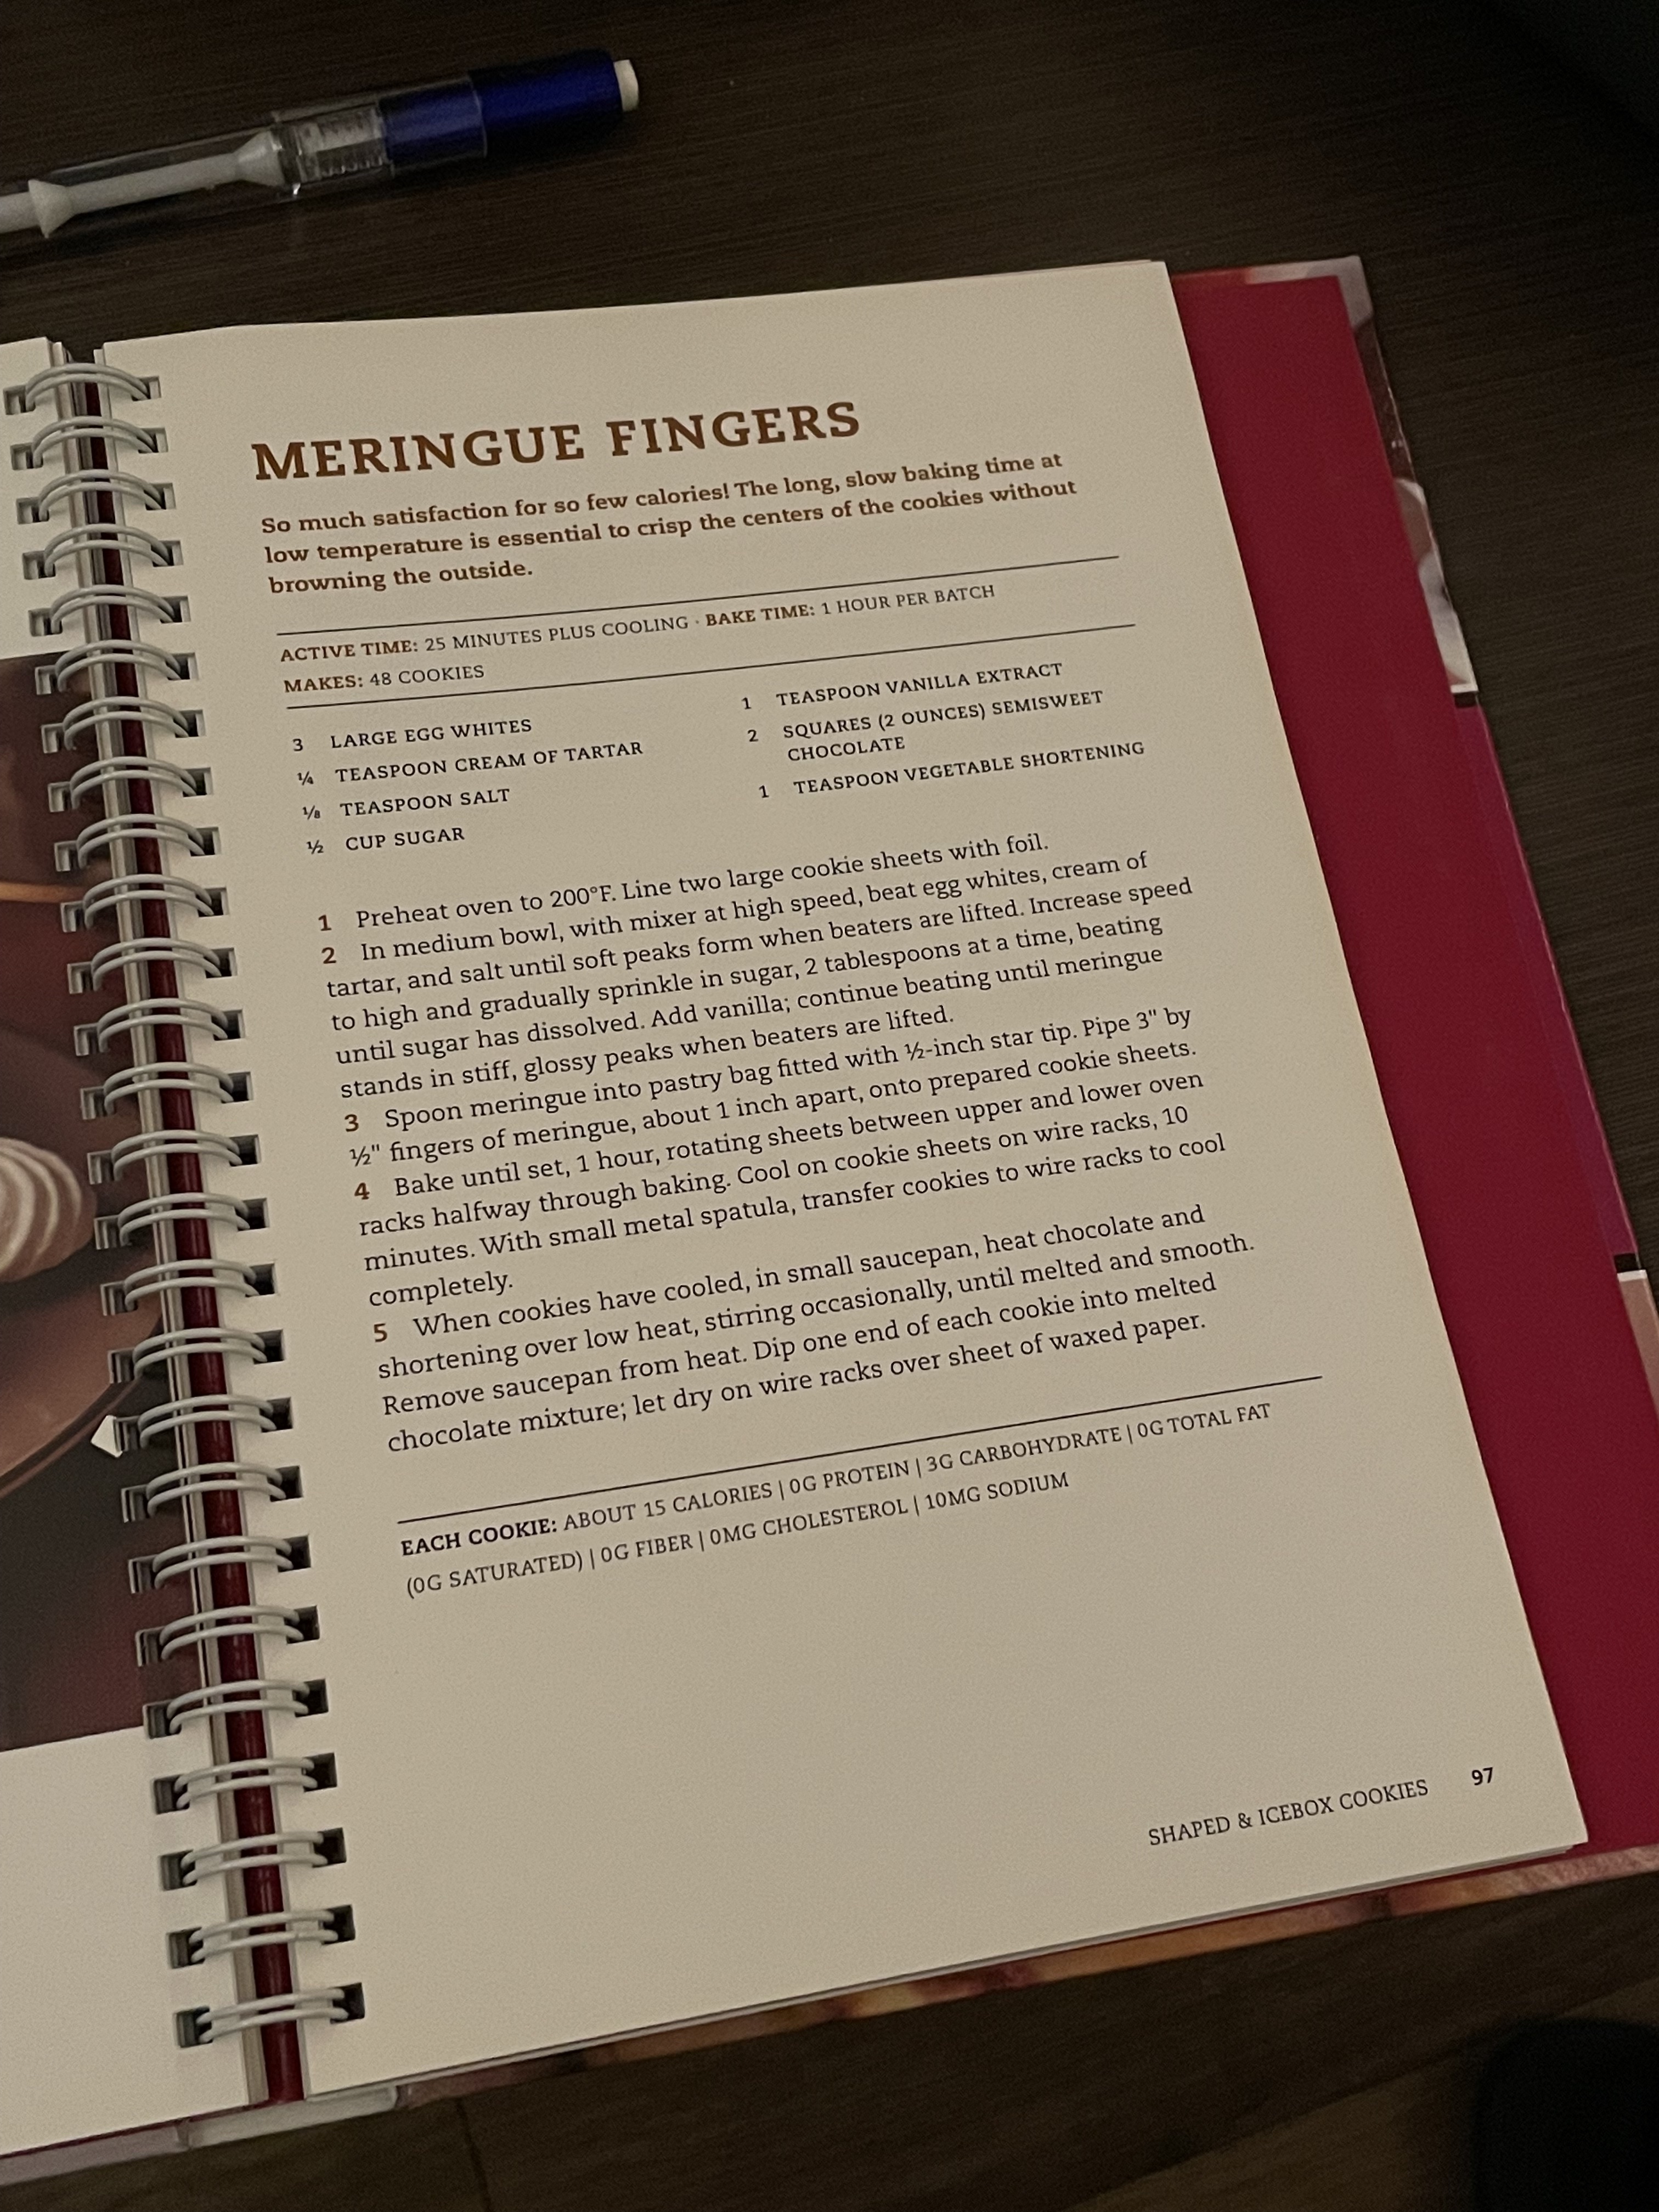 MERINGUE FINGERS
So much satisfaction for so few calories! The long, slow baking time at
low temperature is essential to crisp the centers of the cookies without
browning the outside.
ACTIVE TIME: 25 MINUTES PLUS COOLING · BAKE TIME: 1 HOUR PER BATCH
MAKES: 48 COOKIES
3 LARGE EGG WHITES
¼ TEASPOON CREAM OF TARTAR
⅛ TEASPOON SALT
½ CUP SUGAR
1 TEASPOON VANILLA EXTRACT
2 SQUARES (2 OUNCES) SEMISWEET
CHOCOLATE
1 TEASPOON VEGETABLE SHORTENING
1 Preheat oven to 200°F. Line two large cookie sheets with foil.
2 In medium bowl, with mixer at high speed, beat egg whites, cream of
tartar, and salt until soft peaks form when beaters are lifted. Increase speed
to high and gradually sprinkle in sugar, 2 tablespoons at a time, beating
until sugar has dissolved. Add vanilla; continue beating until meringue
stands in stiff, glossy peaks when beaters are lifted.
3 Spoon meringue into pastry bag fitted with ½-inch star tip. Pipe 3" by
½" fingers of meringue, about 1 inch apart, onto prepared cookie sheets.
4 Bake until set, 1 hour, rotating sheets between upper and lower oven
racks halfway through baking. Cool on cookie sheets on wire racks, 10
minutes. With small metal spatula, transfer cookies to wire racks to cool
completely.
5 When cookies have cooled, in small saucepan, heat chocolate and
shortening over low heat, stirring occasionally, until melted and smooth.
Remove saucepan from heat. Dip one end of each cookie into melted
chocolate mixture; let dry on wire racks over sheet of waxed paper.
EACH COOKIE: ABOUT 15 CALORIES | 0G PROTEIN | 3G CARBOHYDRATE | 0G TOTAL FAT
(0G SATURATED) | 0G FIBER | 0MG CHOLESTEROL | 10MG SODIUM
SHAPED & ICEBOX COOKIES 97